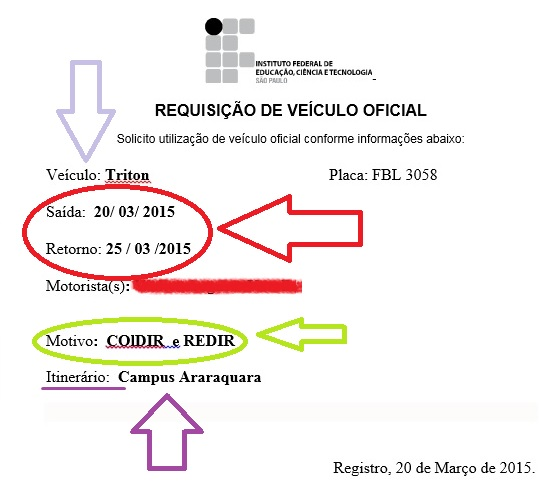 INSTITUTO FEDERAL DE
EDUCAÇÃO, CIÊNCIA E TECNOLOGIA
SÃO PAULO
REQUISIÇÃO DE VEÍCULO OFICIAL
Solicito utilização de veículo oficial conforme informações abaixo:
Veículo: Triton Placa: FBL 3058
Saída: 20/ 03/ 2015
Retorno: 25 / 03 /2015
Motorista(s):
Motivo: COIDIR e REDIR
Itinerário: Campus Araraquara
Registro, 20 de Março de 2015.